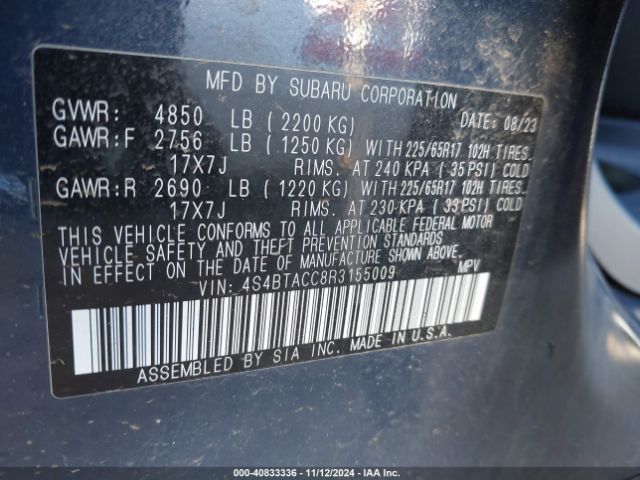 MFD BY SUBARU CORPORATION
GVWR: 4850 LB (2200 KG) DATE: 08/23
GAWR:F 2756 LB (1250 KG) WITH 225/65R17 102H TIRES,
17X7J RIMS, AT 240 KPA (35 PSI) COLD
GAWR:R 2690 LB (1220 KG) WITH 225/65R17 102H TIRES,
17X7J RIMS, AT 230 KPA (33 PSI) COLD
THIS VEHICLE CONFORMS TO ALL APPLICABLE FEDERAL MOTOR
VEHICLE SAFETY AND THEFT PREVENTION STANDARDS
IN EFFECT ON THE DATE OF MANUFACTURE SHOWN ABOVE.
VIN: 4S4BTACC8R3155009 MPV
ASSEMBLED BY SIA INC. MADE IN U.S.A.
000-40833336 - 11/12/2024 - IAA Inc.